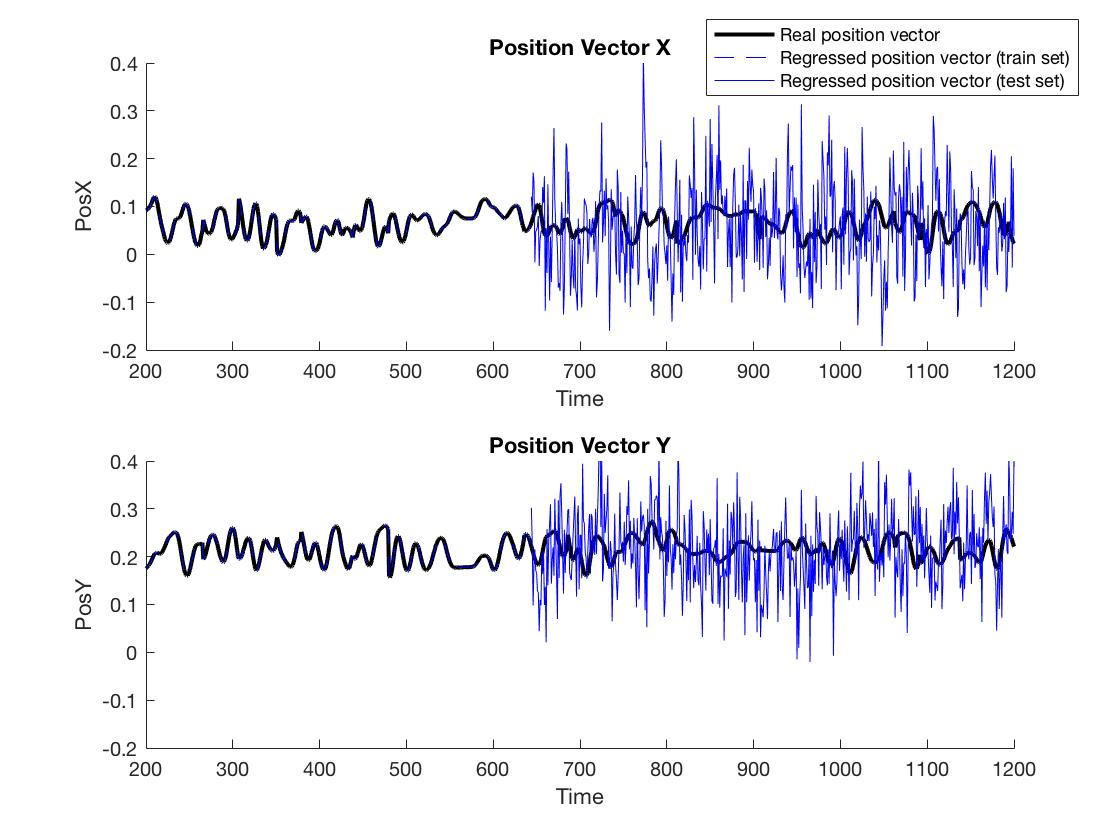 Position Vector X
Real position vector
Regressed position vector (train set)
Regressed position vector (test set)
0.4
0.3
0.2
0.1
0
-0.1
-0.2
PosX
200 300 400 500 600 700 800 900 1000 1100 1200
Time
Position Vector Y
0.4
0.3
0.2
0.1
0
-0.1
-0.2
PosY
200 300 400 500 600 700 800 900 1000 1100 1200
Time